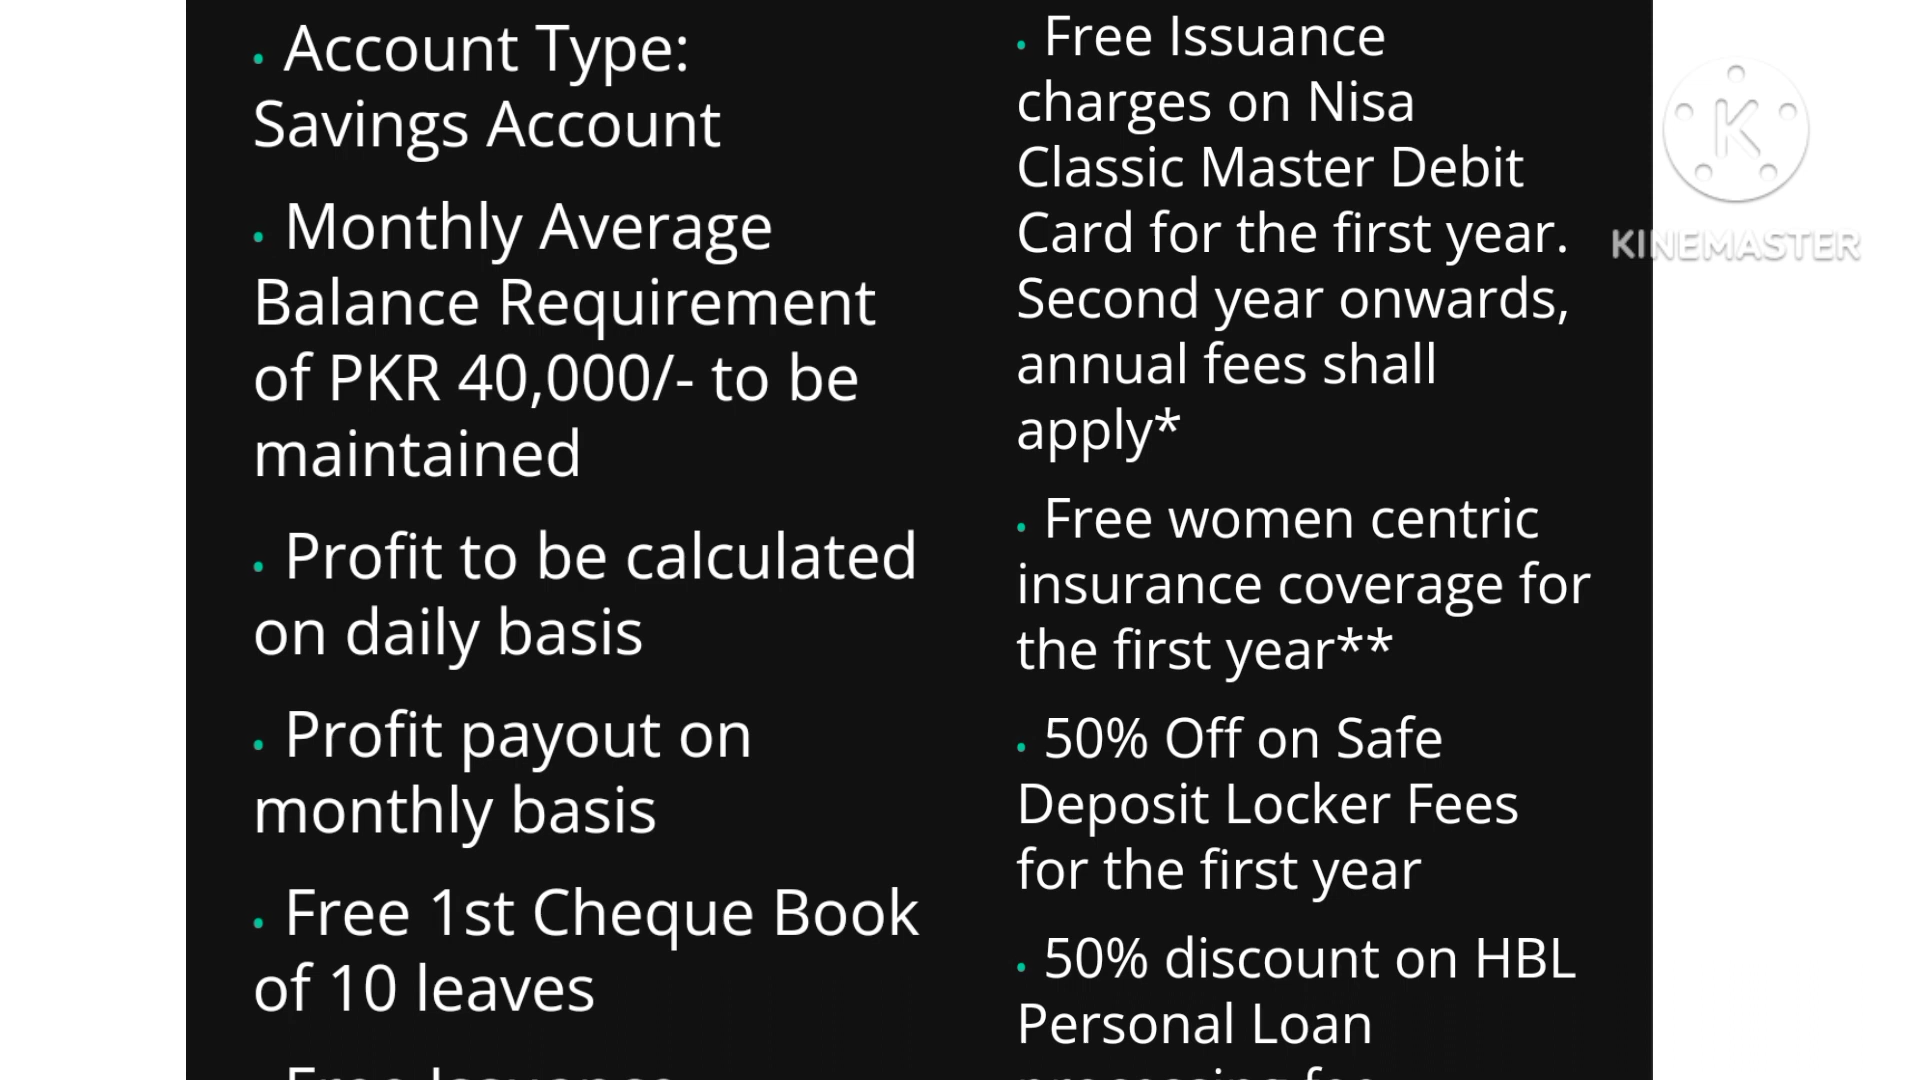 • Account Type:
Savings Account
• Monthly Average
Balance Requirement
of PKR 40,000/- to be
maintained
• Profit to be calculated
on daily basis
• Profit payout on
monthly basis
• Free 1st Cheque Book
of 10 leaves
• Free Issuance
charges on Nisa
Classic Master Debit
Card for the first year.
Second year onwards,
annual fees shall
apply*
• Free women centric
insurance coverage for
the first year**
• 50% Off on Safe
Deposit Locker Fees
for the first year
• 50% discount on HBL
Personal Loan
K
KINEMASTER